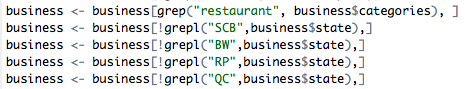 business <- business[grep("restaurant", business$categories), ]
business <- business[!grepl("SCB",business$state),]
business <- business[!grepl("BW",business$state),]
business <- business[!grepl("RP",business$state),]
business <- business[!grepl("QC",business$state),]